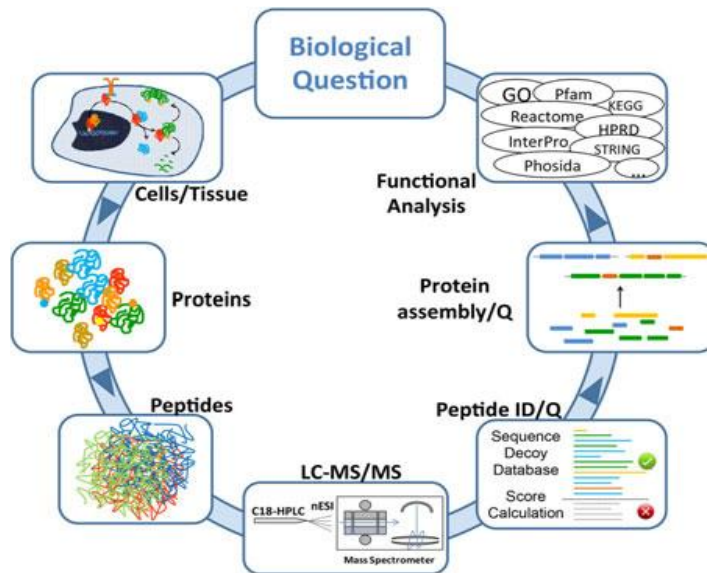 Biological
Question
GO
Pfam
KEGG
Reactome
HPRD
InterPro
STRING
Phosida
...
Functional
Analysis
Cells/Tissue
Protein
assembly/Q
Proteins
Peptides
Peptide ID/Q
Sequence
Decoy
Database
Score
Calculation
LC-MS/MS
C18-HPLC
nESI
Mass Spectrometer